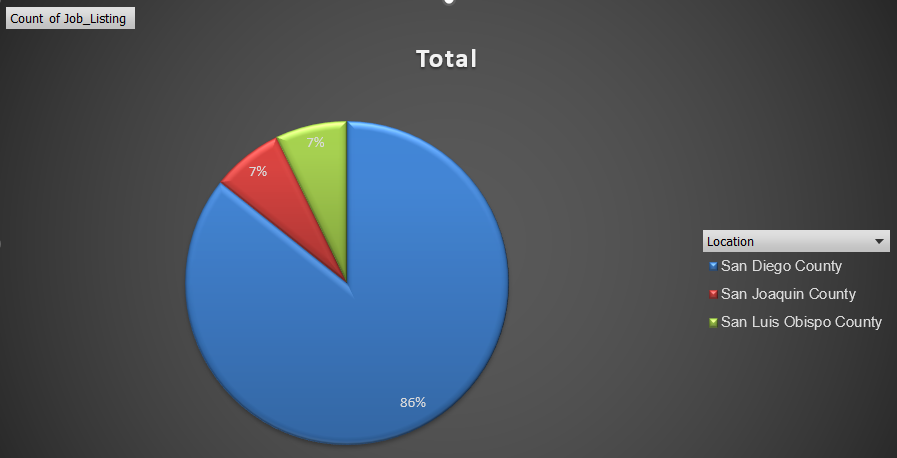 Count of Job_Listing
Total
7%
7%
86%
Location
San Diego County
San Joaquin County
San Luis Obispo County